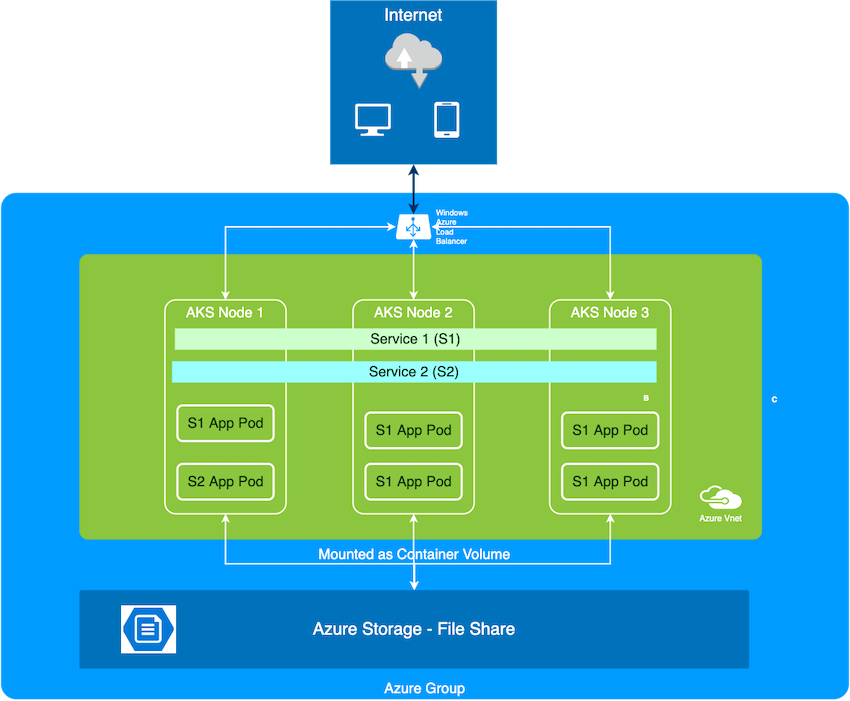 Internet
Windows
Azure
Load
Balancer
AKS Node 1
AKS Node 2
AKS Node 3
Service 1 (S1)
Service 2 (S2)
B
C
S1 App Pod
S1 App Pod
S1 App Pod
S2 App Pod
S1 App Pod
S1 App Pod
Azure Vnet
Mounted as Container Volume
Azure Storage - File Share
Azure Group